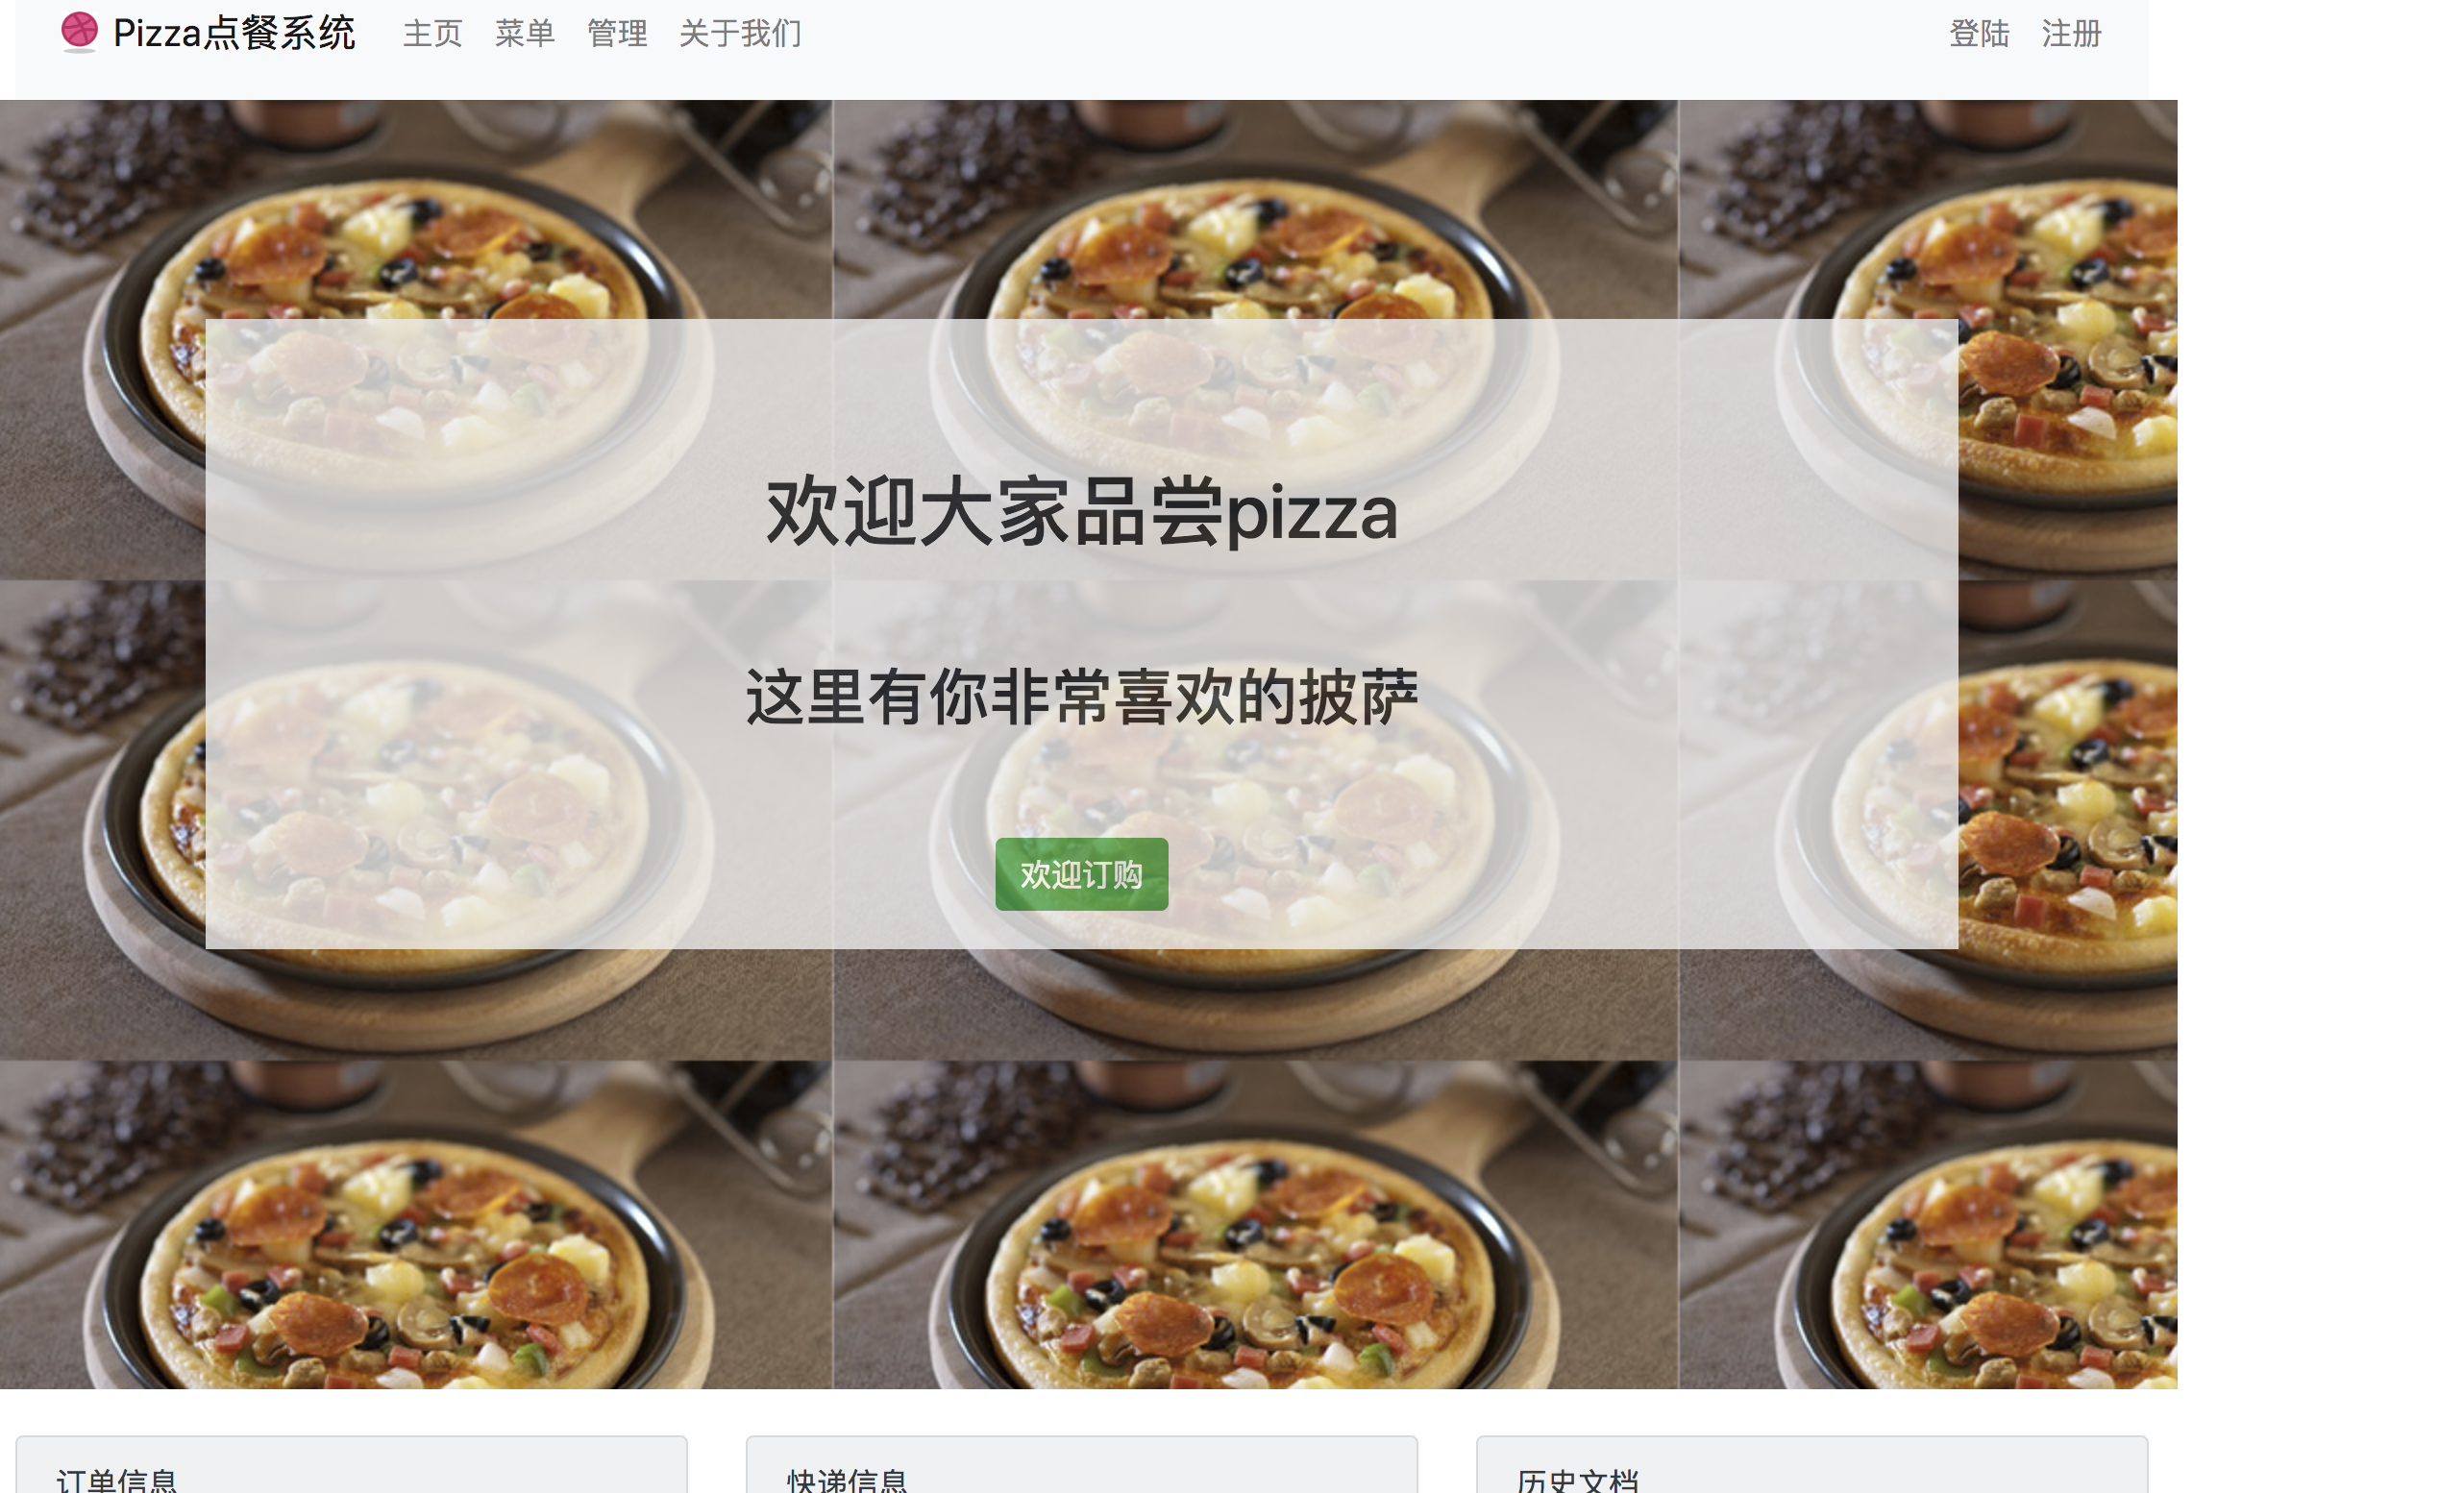 Pizza点餐系统 主页 菜单 管理 关于我们 登陆 注册
欢迎大家品尝pizza
这里有你非常喜欢的披萨
欢迎订购
订单信息 快递信息 历史文档